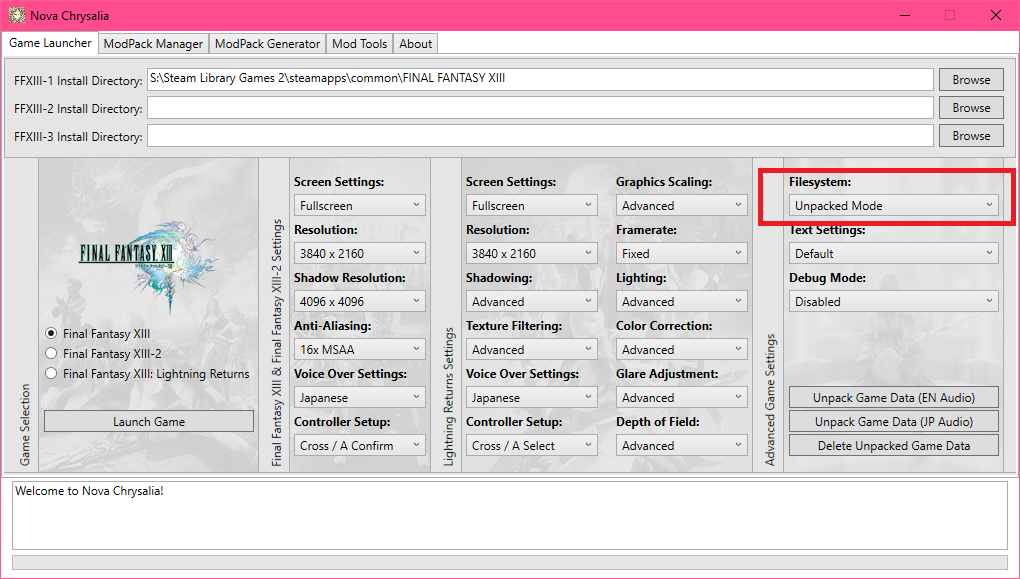 Nova Chrysalia
Game Launcher ModPack Manager ModPack Generator Mod Tools About
FFXIII-1 Install Directory: S:\Steam Library Games 2\steamapps\common\FINAL FANTASY XIII Browse
FFXIII-2 Install Directory: Browse
FFXIII-3 Install Directory: Browse
Game Selection
FINAL FANTASY XIII
Final Fantasy XIII
Final Fantasy XIII-2
Final Fantasy XIII: Lightning Returns
Launch Game
Final Fantasy XIII & Final Fantasy XIII-2 Settings
Screen Settings:
Fullscreen
Resolution:
3840 x 2160
Shadow Resolution:
4096 x 4096
Anti-Aliasing:
16x MSAA
Voice Over Settings:
Japanese
Controller Setup:
Cross / A Confirm
Lightning Returns Settings
Screen Settings:
Fullscreen
Resolution:
3840 x 2160
Shadowing:
Advanced
Texture Filtering:
Advanced
Voice Over Settings:
Japanese
Controller Setup:
Cross / A Select
Graphics Scaling:
Advanced
Framerate:
Fixed
Lighting:
Advanced
Color Correction:
Advanced
Glare Adjustment:
Advanced
Depth of Field:
Advanced
Advanced Game Settings
Filesystem:
Unpacked Mode
Text Settings:
Default
Debug Mode:
Disabled
Unpack Game Data (EN Audio)
Unpack Game Data (JP Audio)
Delete Unpacked Game Data
Welcome to Nova Chrysalia!